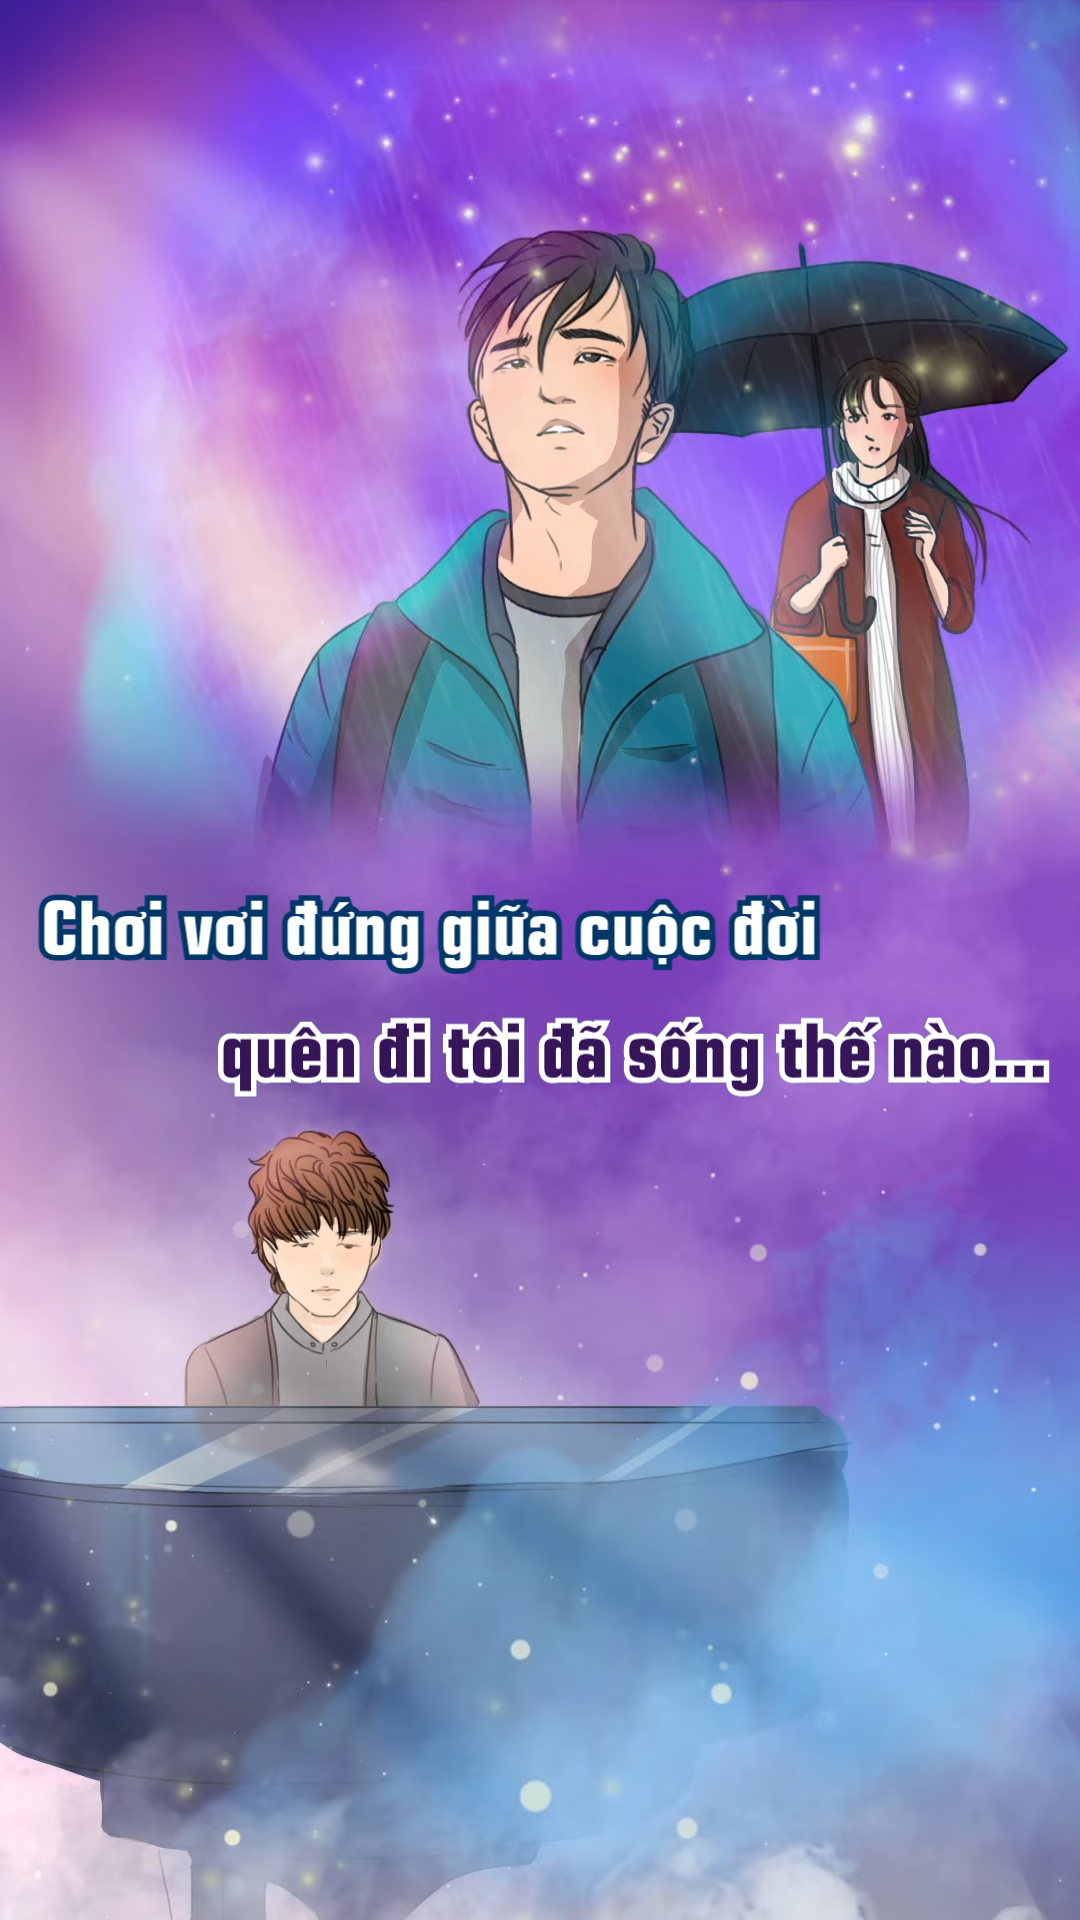 Chơi vơi đứng giữa cuộc đời
quên đi tôi đã sống thế nào...